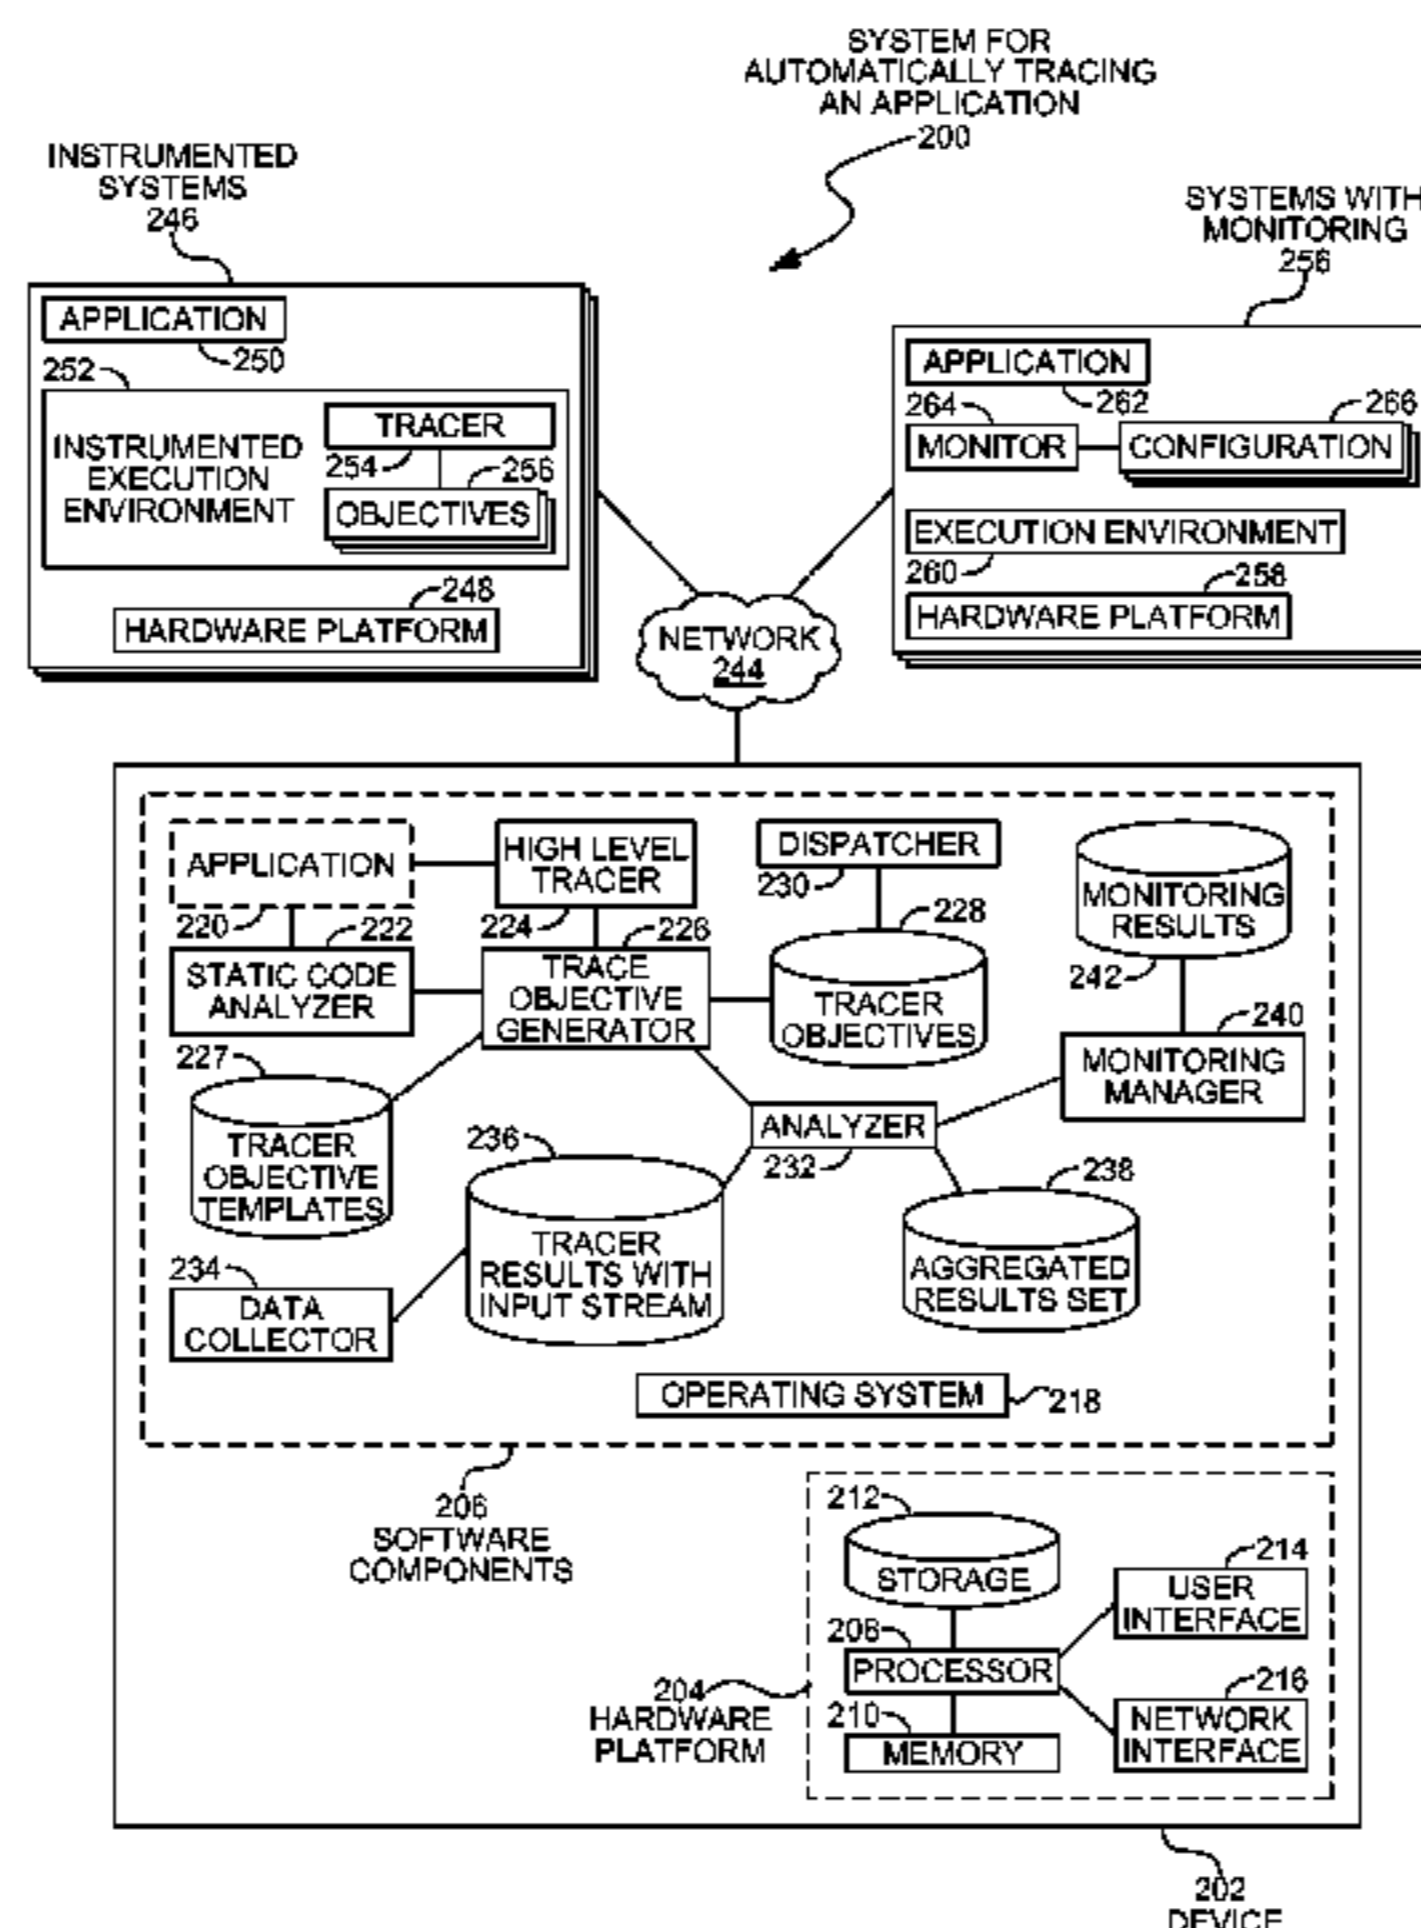 SYSTEM FOR
AUTOMATICALLY TRACING
AN APPLICATION
200
INSTRUMENTED
SYSTEMS
246
SYSTEMS WITH
MONITORING
256
APPLICATION
250
252
INSTRUMENTED
EXECUTION
ENVIRONMENT
TRACER
254
256
OBJECTIVES
248
HARDWARE PLATFORM
APPLICATION
262
264
266
MONITOR
CONFIGURATION
EXECUTION ENVIRONMENT
260
258
HARDWARE PLATFORM
NETWORK
244
APPLICATION
220
HIGH LEVEL
TRACER
224
DISPATCHER
230
MONITORING
RESULTS
242
222
STATIC CODE
ANALYZER
226
TRACE
OBJECTIVE
GENERATOR
228
TRACER
OBJECTIVES
240
MONITORING
MANAGER
227
TRACER
OBJECTIVE
TEMPLATES
ANALYZER
232
236
TRACER
RESULTS WITH
INPUT STREAM
238
AGGREGATED
RESULTS SET
234
DATA
COLLECTOR
OPERATING SYSTEM
218
206
SOFTWARE
COMPONENTS
212
STORAGE
214
USER
INTERFACE
208
PROCESSOR
204
HARDWARE
PLATFORM
210
MEMORY
216
NETWORK
INTERFACE
202
DEVICE